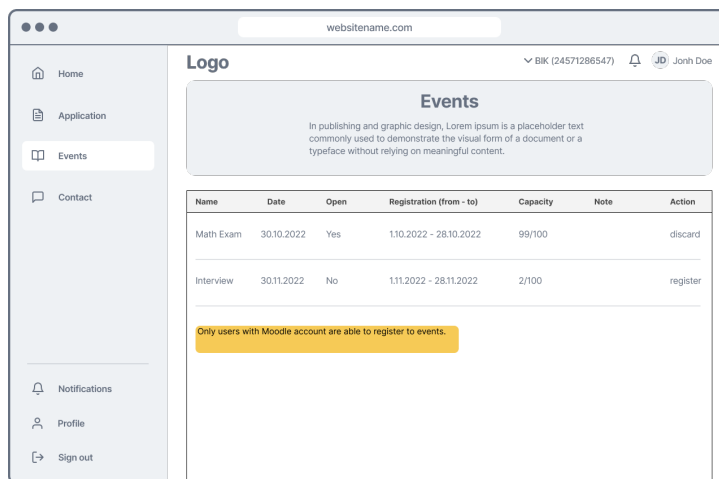 websitename.com
Logo
BIK (24571286547)
JD
Jonh Doe
Home
Application
Events
Contact
Notifications
Profile
Sign out
Events
In publishing and graphic design, Lorem ipsum is a placeholder text
commonly used to demonstrate the visual form of a document or a
typeface without relying on meaningful content.
Name Date Open Registration (from - to) Capacity Note Action
Math Exam 30.10.2022 Yes 1.10.2022 - 28.10.2022 99/100 discard
Interview 30.11.2022 No 1.11.2022 - 28.11.2022 2/100 register
Only users with Moodle account are able to register to events.